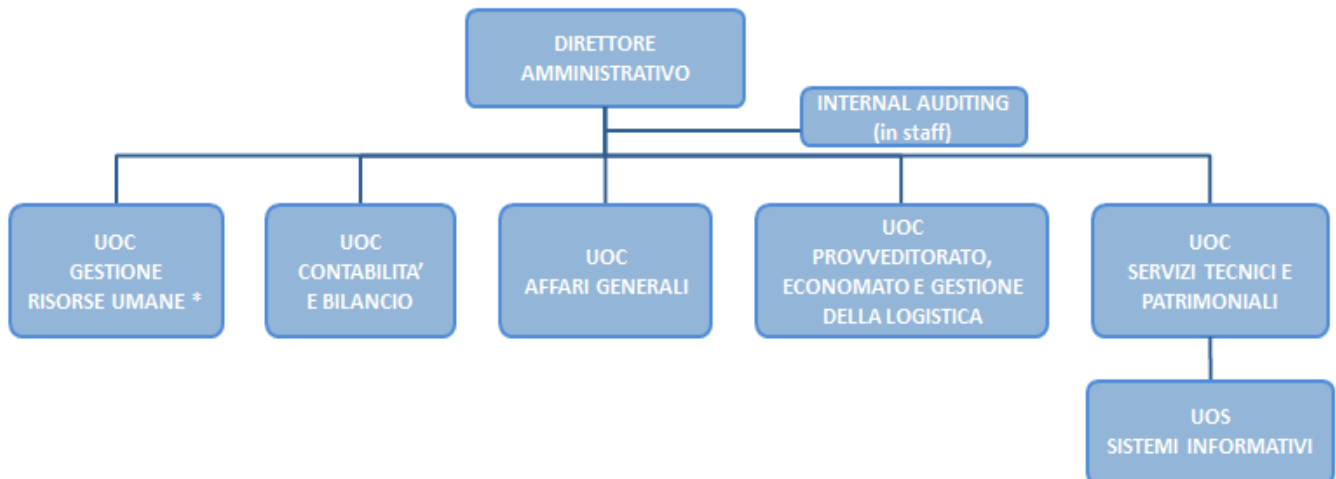 DIRETTORE
AMMINISTRATIVO
INTERNAL AUDITING
(in staff)
UOC
GESTIONE
RISORSE UMANE *
UOC
CONTABILITA'
E BILANCIO
UOC
AFFARI GENERALI
UOC
PROVVEDITORATO,
ECONOMATO E GESTIONE
DELLA LOGISTICA
UOC
SERVIZI TECNICI E
PATRIMONIALI
UOS
SISTEMI INFORMATIVI